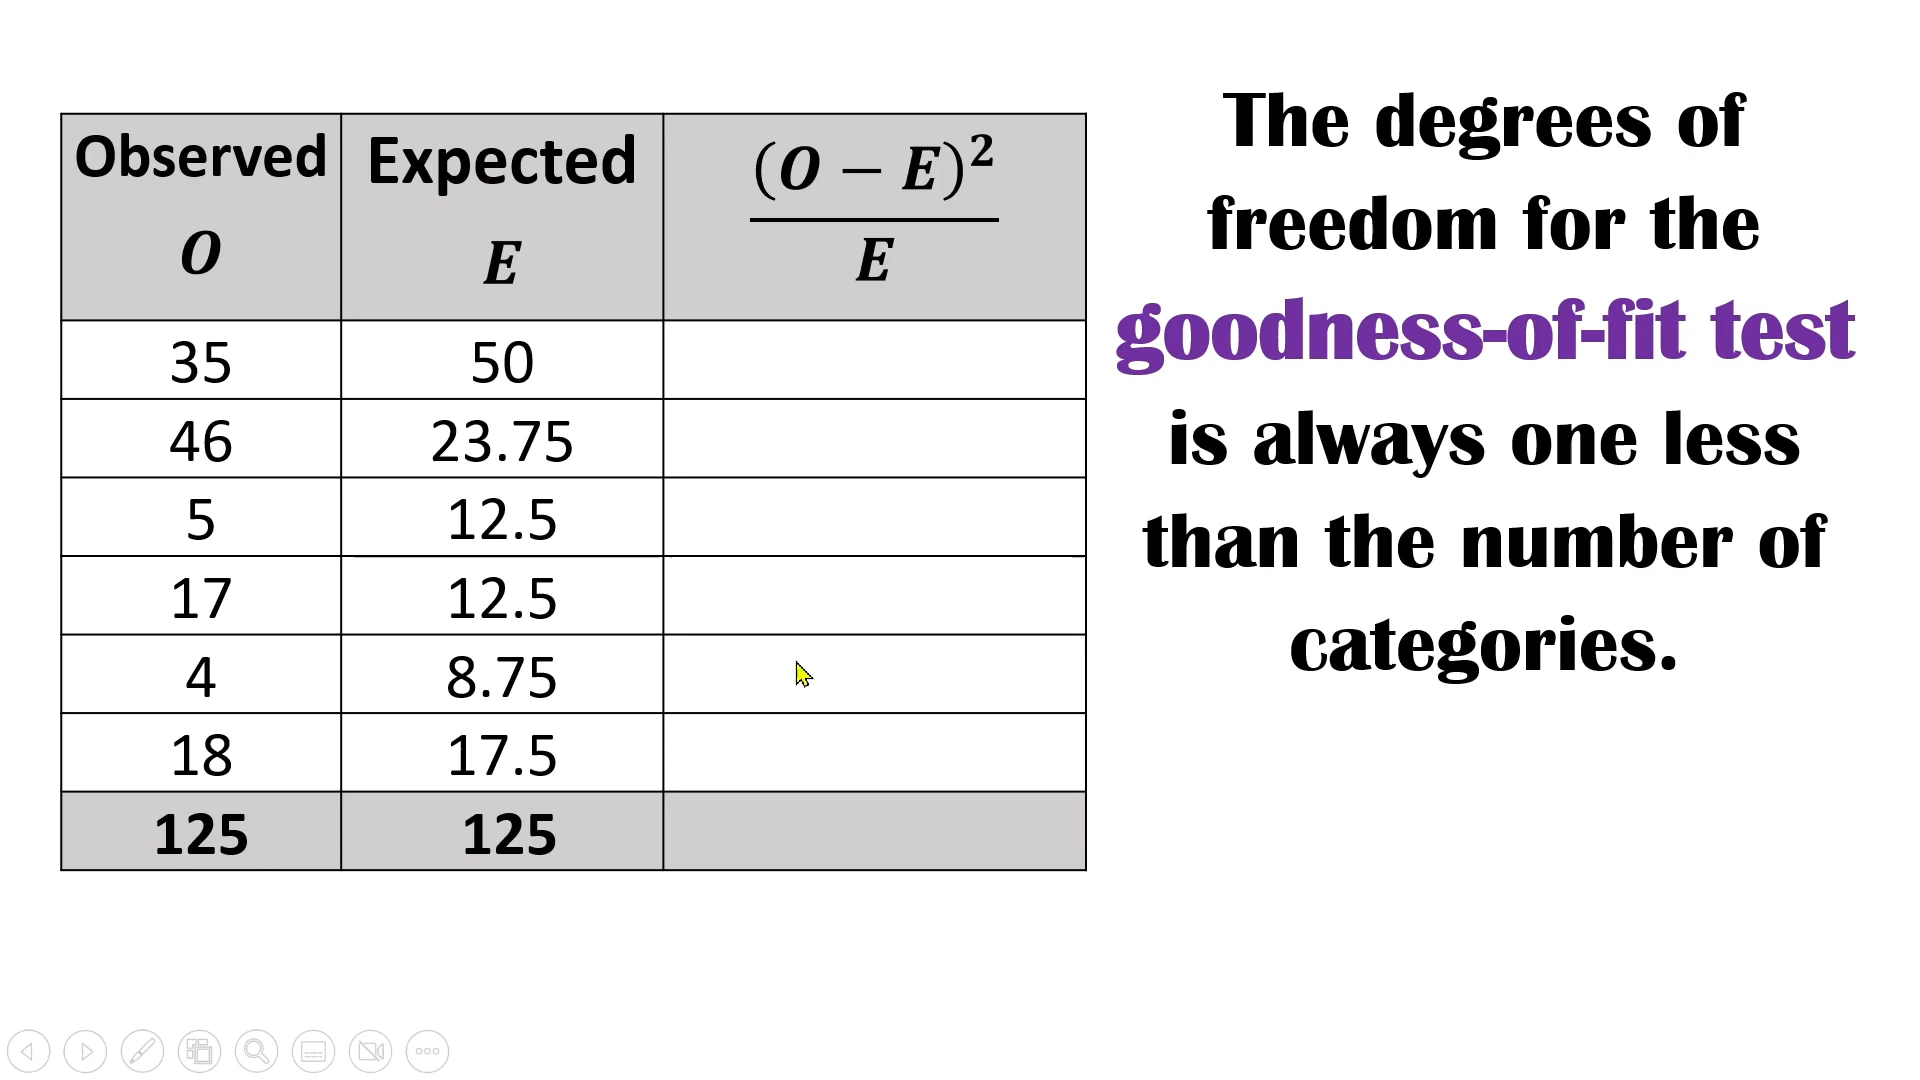 Observed O | Expected E | (O − E)² / E
35 | 50
46 | 23.75
5 | 12.5
17 | 12.5
4 | 8.75
18 | 17.5
125 | 125
The degrees of
freedom for the
goodness-of-fit test
is always one less
than the number of
categories.